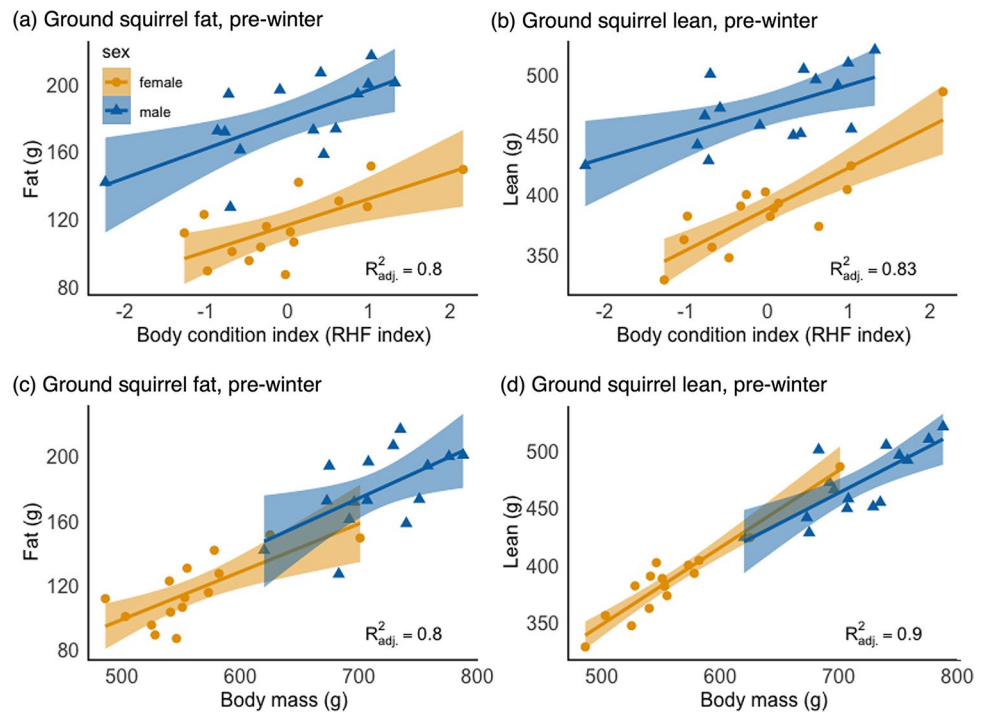 (a) Ground squirrel fat, pre-winter
sex
female
male
200
160
120
80
Fat (g)
R²adj. = 0.8
-2 -1 0 1 2
Body condition index (RHF index)
(b) Ground squirrel lean, pre-winter
500
450
400
350
Lean (g)
R²adj. = 0.83
-2 -1 0 1 2
Body condition index (RHF index)
(c) Ground squirrel fat, pre-winter
200
160
120
80
Fat (g)
R²adj. = 0.8
500 600 700 800
Body mass (g)
(d) Ground squirrel lean, pre-winter
500
450
400
350
Lean (g)
R²adj. = 0.9
500 600 700 800
Body mass (g)